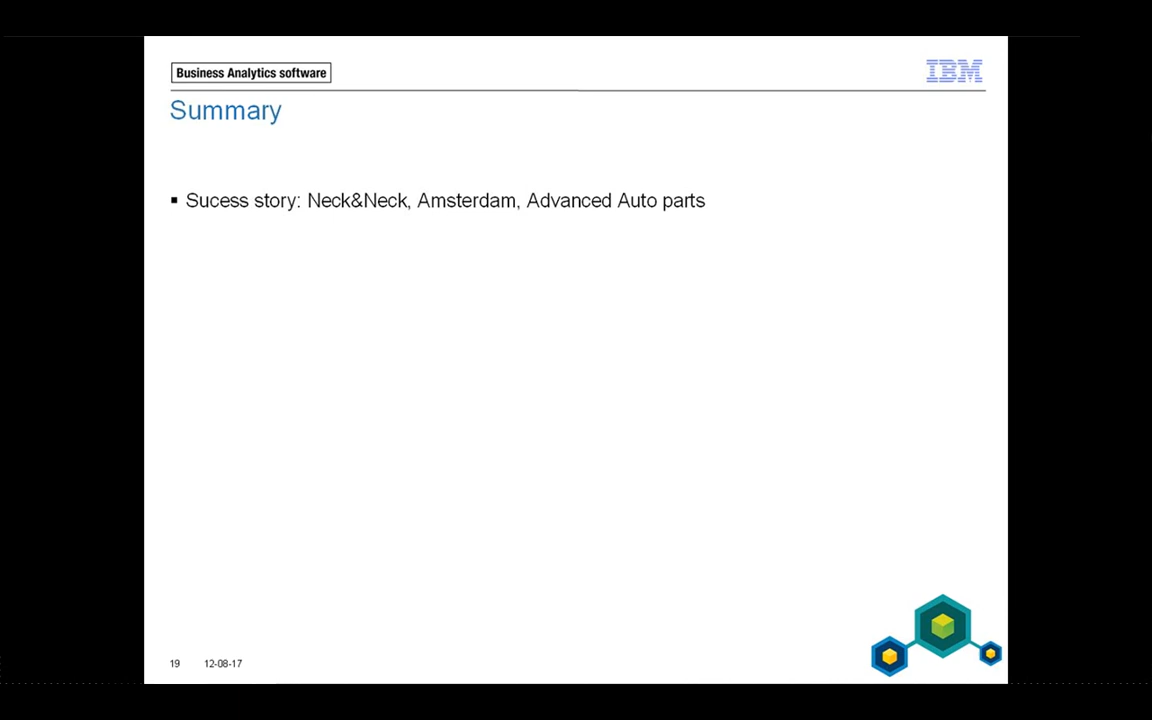 Business Analytics software
IBM
Summary
▪ Sucess story: Neck&Neck, Amsterdam, Advanced Auto parts
19 12-08-17